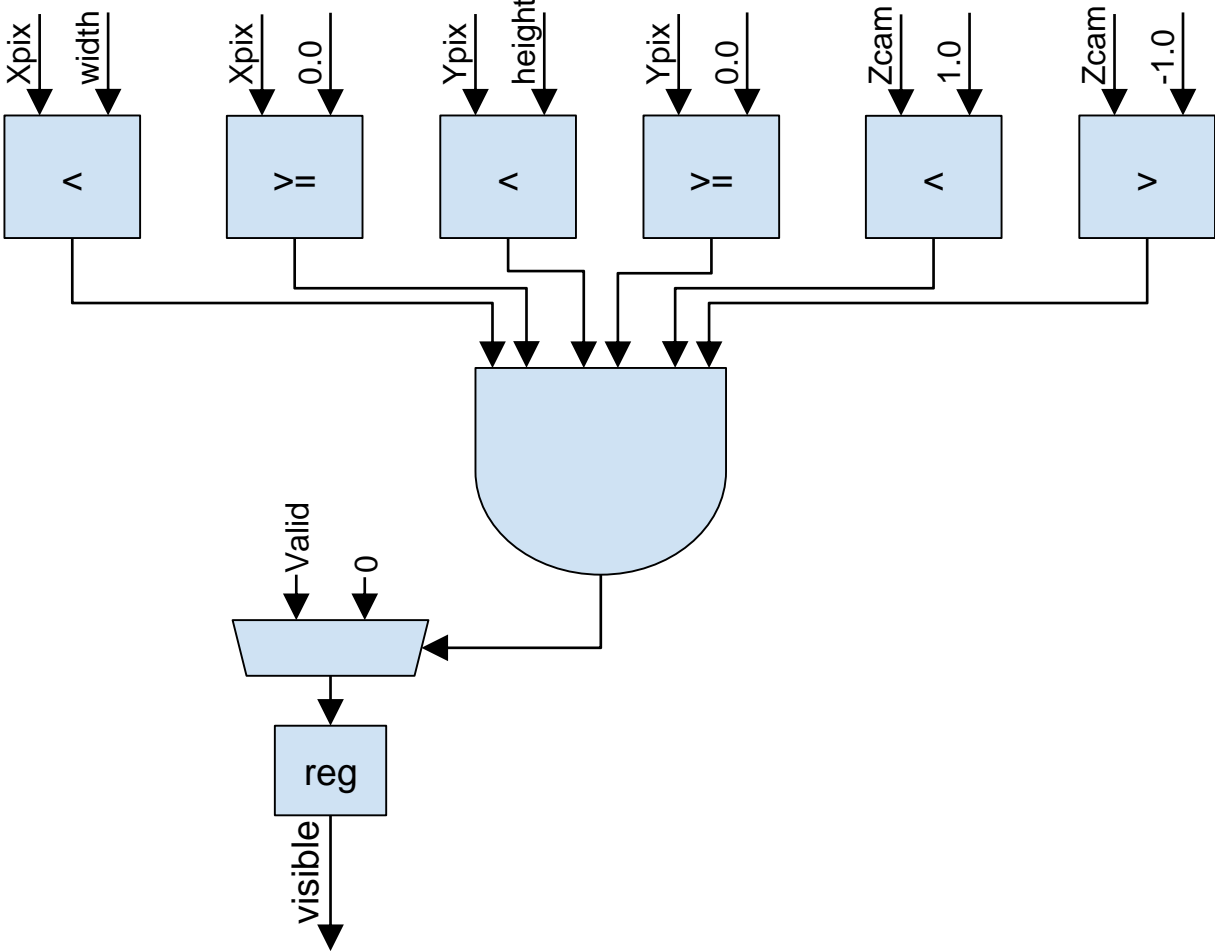 Xpix
width
Xpix
0.0
Ypix
height
Ypix
0.0
Zcam
1.0
Zcam
-1.0
<
>=
<
>=
<
>
Valid
0
reg
visible